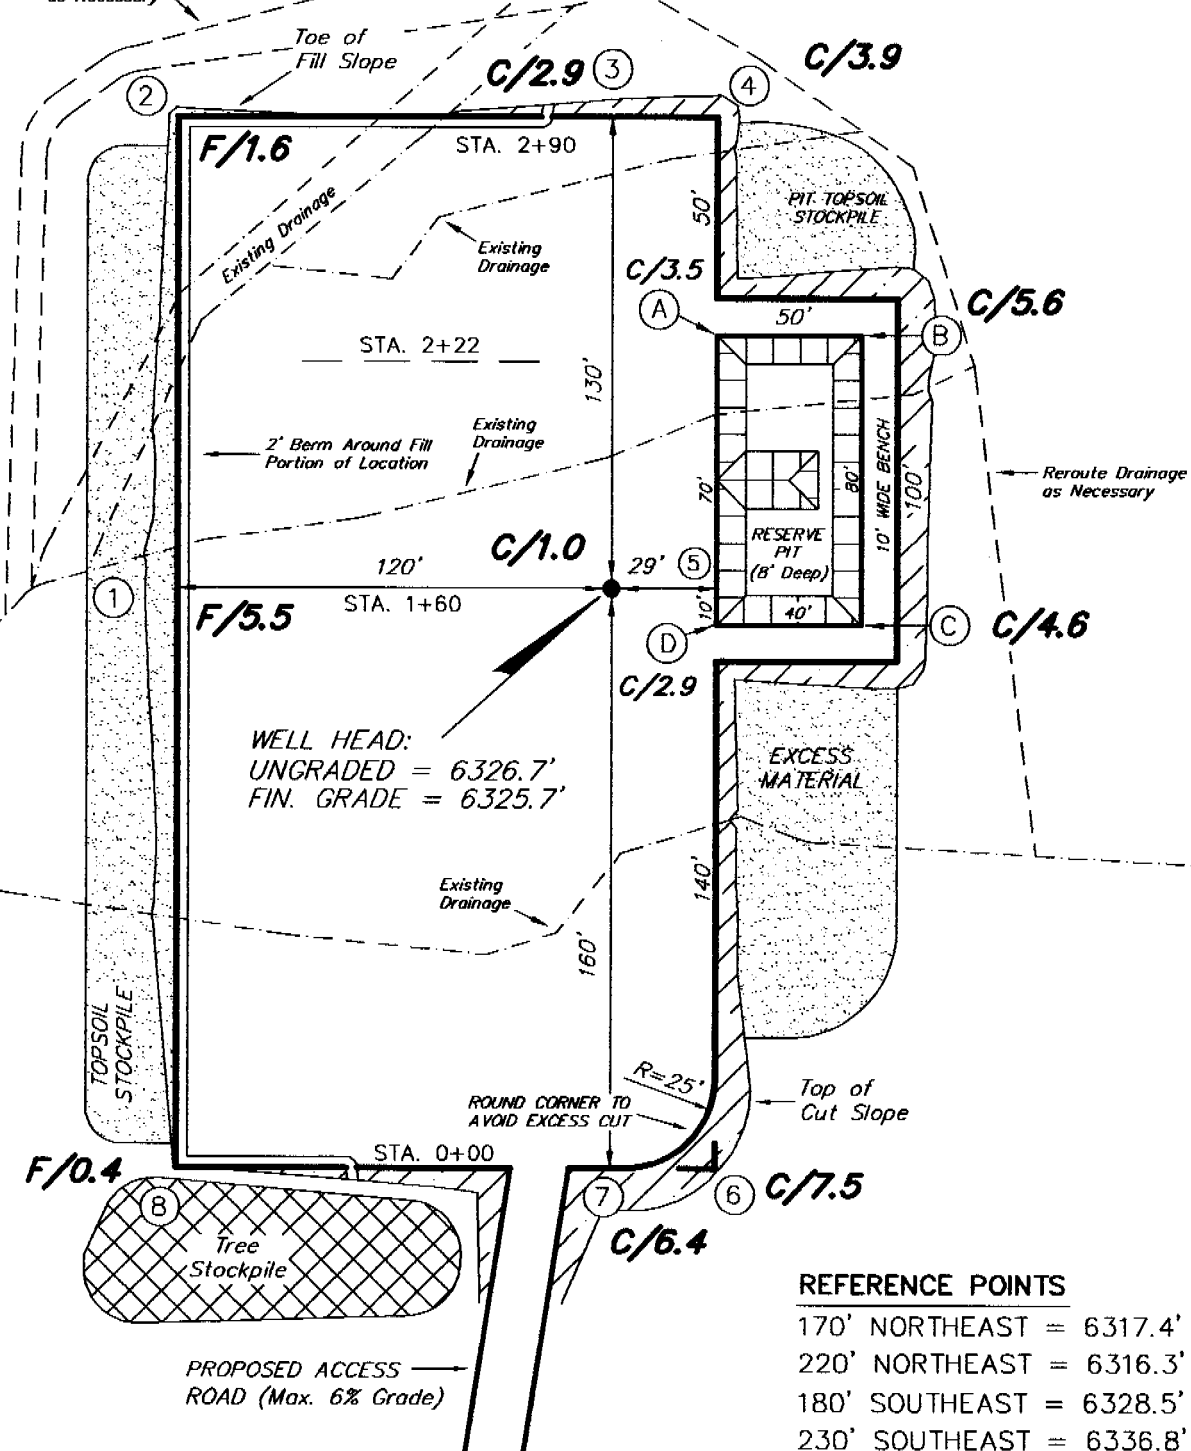 Toe of
Fill Slope
C/2.9
3
C/3.9
2
4
F/1.6
STA. 2+90
50'
PIT TOPSOIL
STOCKPILE
Existing Drainage
Existing
Drainage
C/3.5
A
50'
C/5.6
B
STA. 2+22
130'
2' Berm Around Fill
Portion of Location
Existing
Drainage
70'
80'
10' WIDE BENCH
100'
Reroute Drainage
as Necessary
RESERVE
PIT
(8' Deep)
C/1.0
120'
29'
5
1
F/5.5
STA. 1+60
10'
40'
D
C
C/4.6
C/2.9
WELL HEAD:
UNGRADED = 6326.7'
FIN. GRADE = 6325.7'
EXCESS
MATERIAL
Existing
Drainage
140'
160'
TOPSOIL
STOCKPILE
R=25'
ROUND CORNER TO
AVOID EXCESS CUT
Top of
Cut Slope
STA. 0+00
F/0.4
8
7
6
C/7.5
C/6.4
Tree
Stockpile
PROPOSED ACCESS
ROAD (Max. 6% Grade)
REFERENCE POINTS
170' NORTHEAST = 6317.4'
220' NORTHEAST = 6316.3'
180' SOUTHEAST = 6328.5'
230' SOUTHEAST = 6336.8'